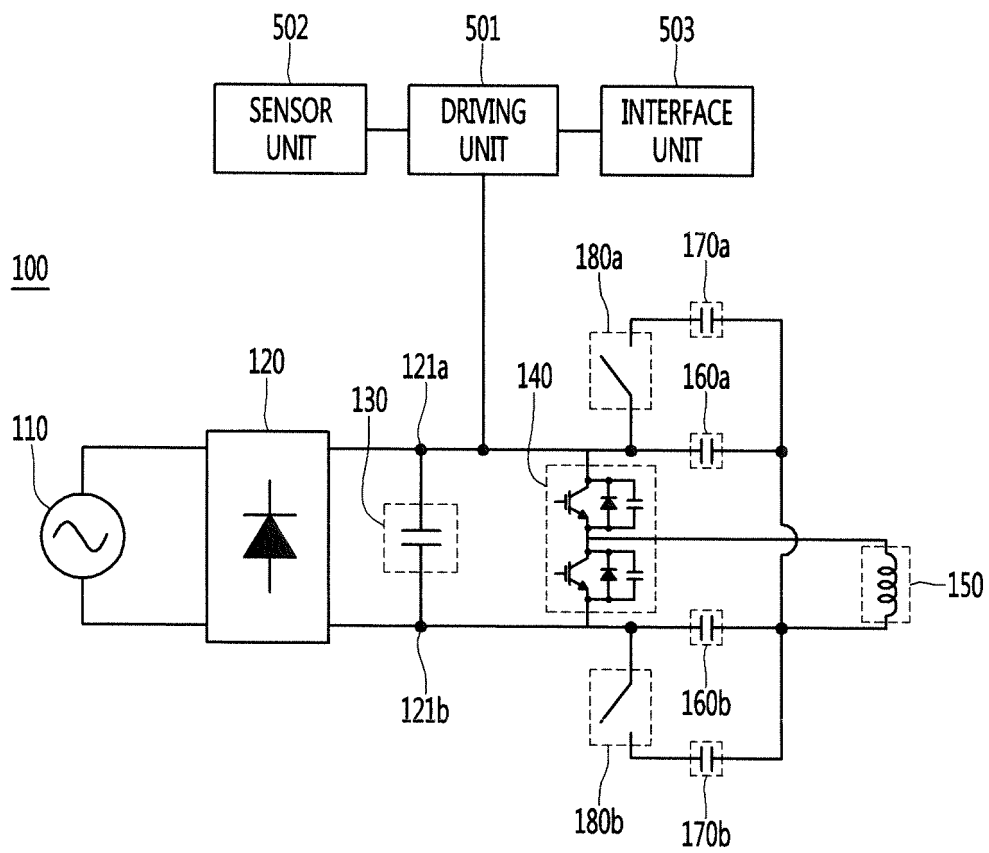 502
501
503
SENSOR
UNIT
DRIVING
UNIT
INTERFACE
UNIT
100
180a
170a
120
121a
140
160a
130
110
150
121b
160b
180b
170b